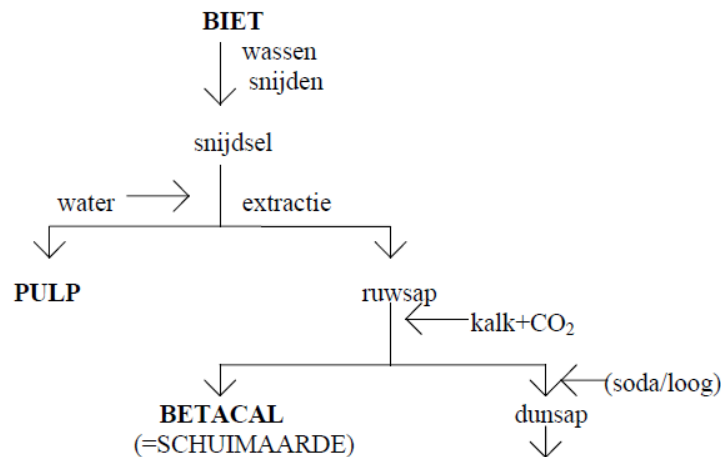 BIET
wassen
snijden
snijdsel
water
extractie
PULP
ruwsap
kalk+CO₂
(soda/loog)
BETACAL
dunsap
(=SCHUIMAARDE)